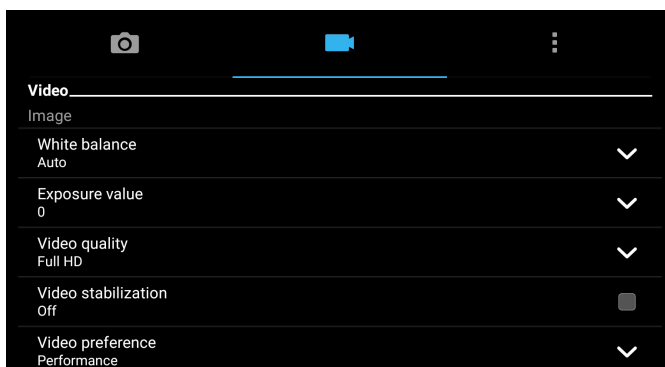 Video
Image
White balance
Auto
Exposure value
0
Video quality
Full HD
Video stabilization
Off
Video preference
Performance